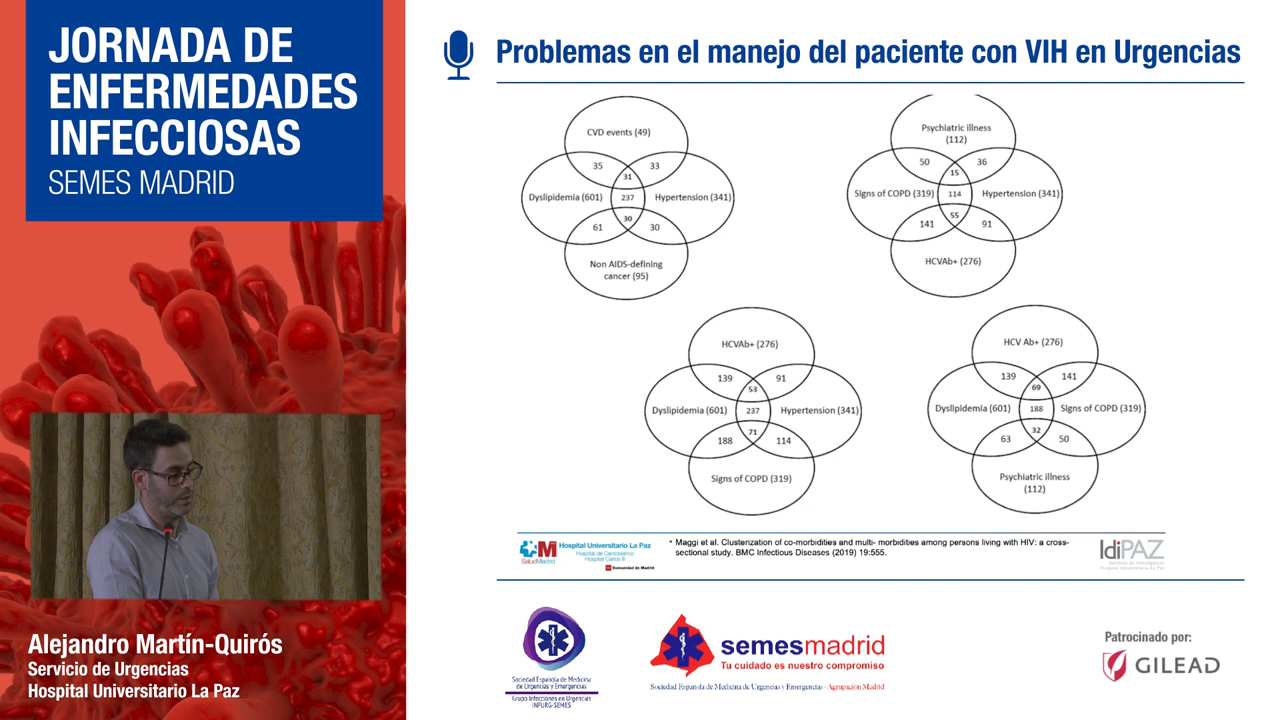 JORNADA DE
ENFERMEDADES
INFECCIOSAS
SEMES MADRID
Problemas en el manejo del paciente con VIH en Urgencias
CVD events (49)
35
33
31
Dyslipidemia (601)
237
Hypertension (341)
30
61
30
Non AIDS-defining
cancer (95)
Psychiatric illness
(112)
50
36
15
Signs of COPD (319)
114
Hypertension (341)
55
141
91
HCVAb+ (276)
HCVAb+ (276)
139
91
53
Dyslipidemia (601)
237
Hypertension (341)
71
188
114
Signs of COPD (319)
HCV Ab+ (276)
139
141
69
Dyslipidemia (601)
188
Signs of COPD (319)
32
63
50
Psychiatric illness
(112)
SaludMadrid
Hospital Universitario La Paz
Hospital de Cantoblanco
Hospital Carlos III
Comunidad de Madrid
* Maggi et al. Clusterization of co-morbidities and multi- morbidities among persons living with HIV: a cross-
sectional study. BMC Infectious Diseases (2019) 19:555.
IdiPAZ
Instituto de Investigación
Hospital Universitario La Paz
Alejandro Martín-Quirós
Servicio de Urgencias
Hospital Universitario La Paz
Sociedad Española de Medicina
de Urgencias y Emergencias
Grupo Infecciones en Urgencias
INFURG-SEMES
semesmadrid
Tu cuidado es nuestro compromiso
Sociedad Española de Medicina de Urgencias y Emergencias - Agrupación Madrid
Patrocinado por:
GILEAD